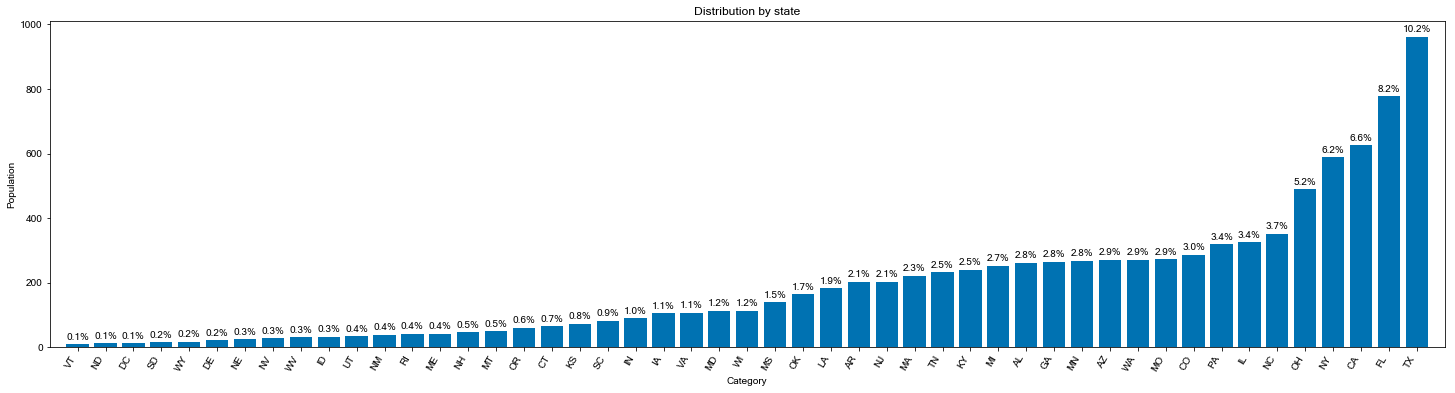 Distribution by state
Population
1000
800
600
400
200
0
0.1% 0.1% 0.1% 0.2% 0.2% 0.2% 0.3% 0.3% 0.3% 0.3% 0.4% 0.4% 0.4% 0.4% 0.5% 0.5% 0.6% 0.7% 0.8% 0.9% 1.0% 1.1% 1.1% 1.2% 1.2% 1.5% 1.7% 1.9% 2.1% 2.1% 2.3% 2.5% 2.5% 2.7% 2.8% 2.8% 2.8% 2.9% 2.9% 2.9% 3.0% 3.4% 3.4% 3.7% 5.2% 6.2% 6.6% 8.2% 10.2%
VT ND DC SD WY DE NE NV WV ID UT NM RI ME NH MT OR CT KS SC IN IA VA MD WI MS OK LA AR NJ MA TN KY MI AL GA MN AZ WA MO CO PA IL NC OH NY CA FL TX
Category